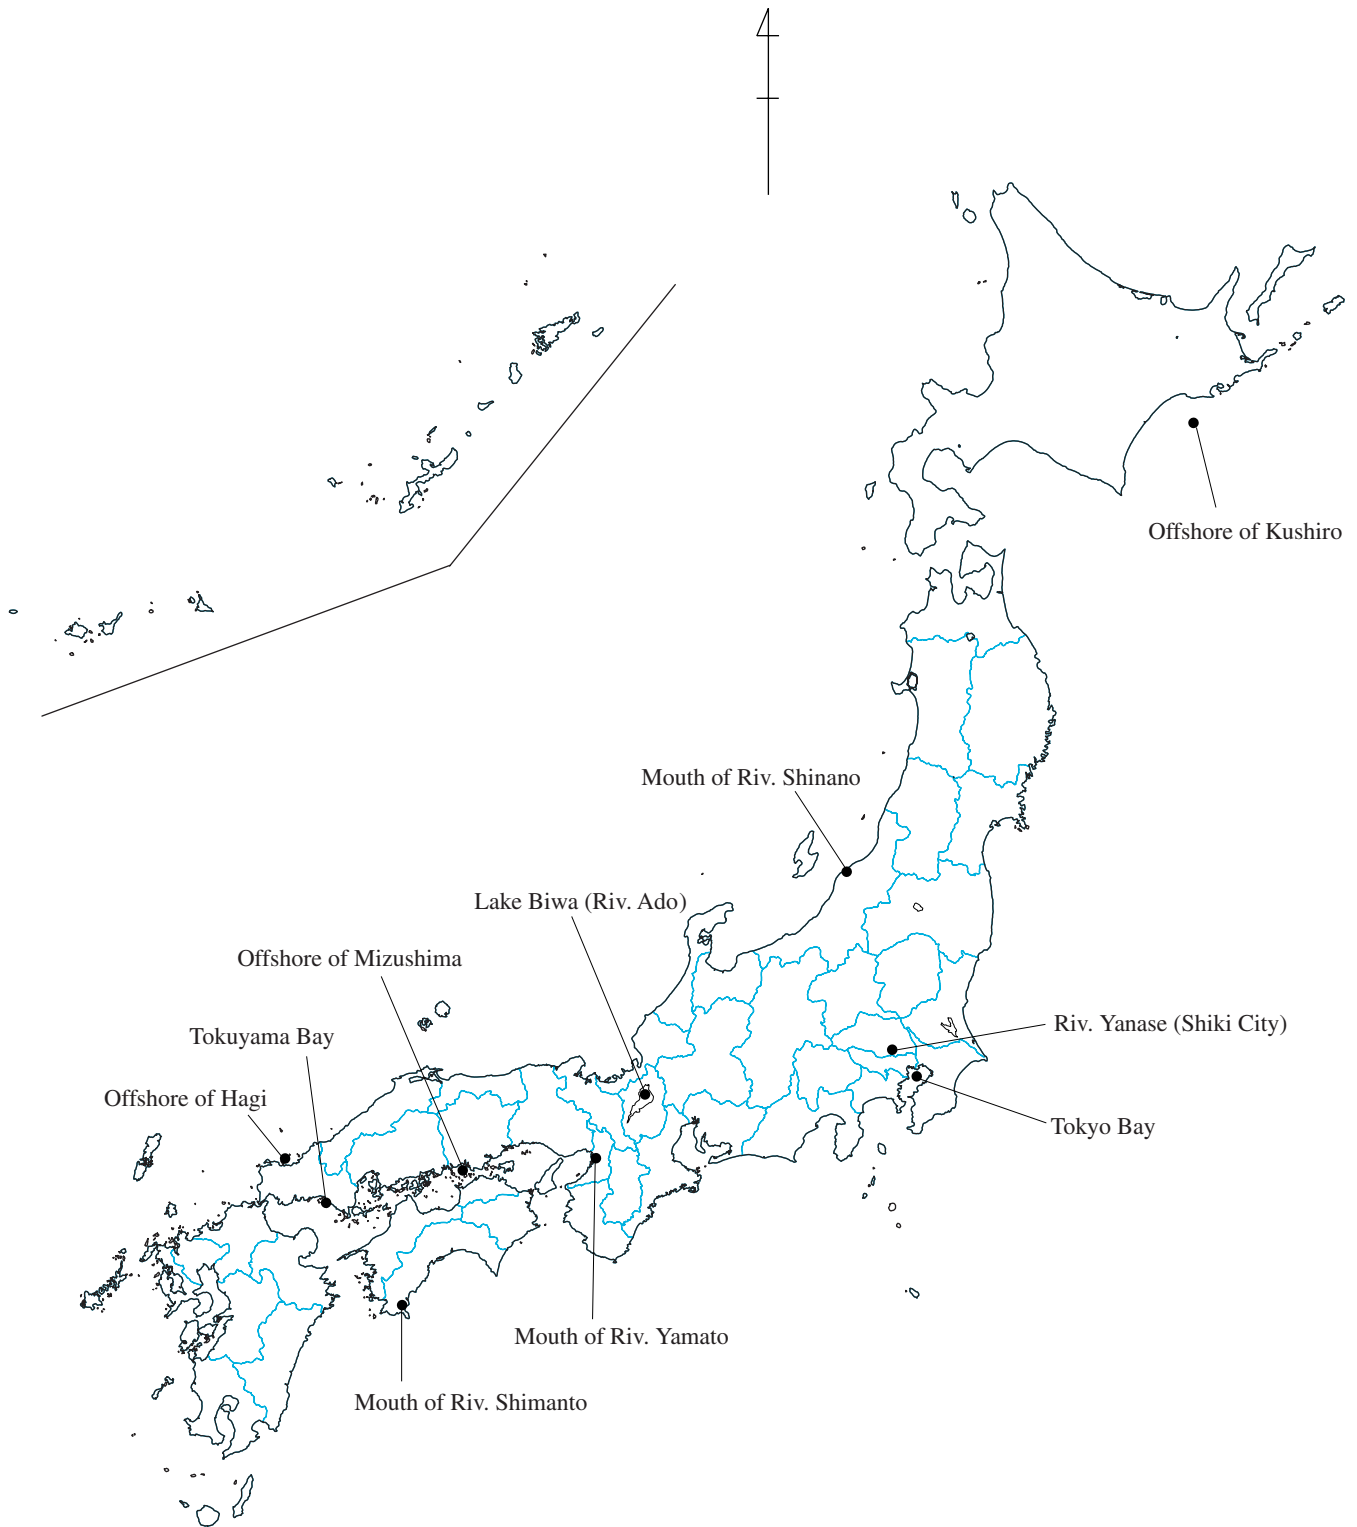 Offshore of Kushiro
Mouth of Riv. Shinano
Lake Biwa (Riv. Ado)
Offshore of Mizushima
Riv. Yanase (Shiki City)
Tokuyama Bay
Offshore of Hagi
Tokyo Bay
Mouth of Riv. Yamato
Mouth of Riv. Shimanto